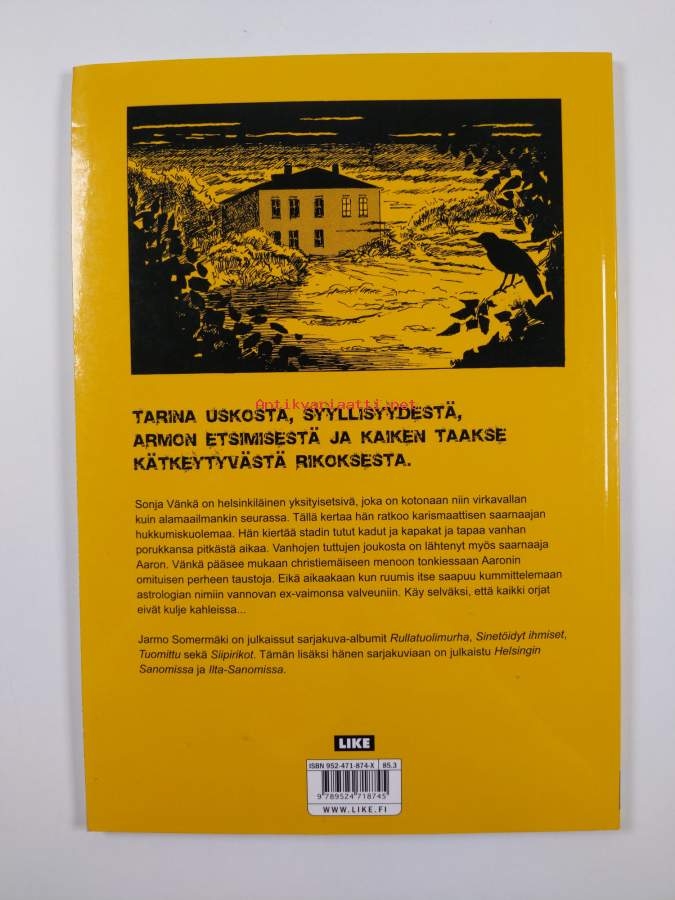 Antikvariaatti.net
TARINA USKOSTA, SYYLLISYYDESTÄ,
ARMON ETSIMISESTÄ JA KAIKEN TAAKSE
KÄTKEYTYVÄSTÄ RIKOKSESTA.
Sonja Vänkä on helsinkiläinen yksityisetsivä, joka on kotonaan niin virkavallan
kuin alamaailmankin seurassa. Tällä kertaa hän ratkoo karismaattisen saarnaajan
hukkumiskuolemaa. Hän kiertää stadin tutut kadut ja kapakat ja tapaa vanhan
porukkansa pitkästä aikaa. Vanhojen tuttujen joukosta on lähtenyt myös saarnaaja
Aaron. Vänkä pääsee mukaan christiemäiseen menoon tonkiessaan Aaronin
omituisen perheen taustoja. Eikä aikaakaan kun ruumis itse saapuu kummittelemaan
astrologian nimiin vannovan ex-vaimonsa valveuniin. Käy selväksi, että kaikki orjat
eivät kulje kahleissa...
Jarmo Somermäki on julkaissut sarjakuva-albumit Rullatuolimurha, Sinetöidyt ihmiset,
Tuomittu sekä Siipirikot. Tämän lisäksi hänen sarjakuviaan on julkaistu Helsingin
Sanomissa ja Ilta-Sanomissa.
LIKE
ISBN 952-471-874-X 85.3
9 789524 718745
WWW.LIKE.FI